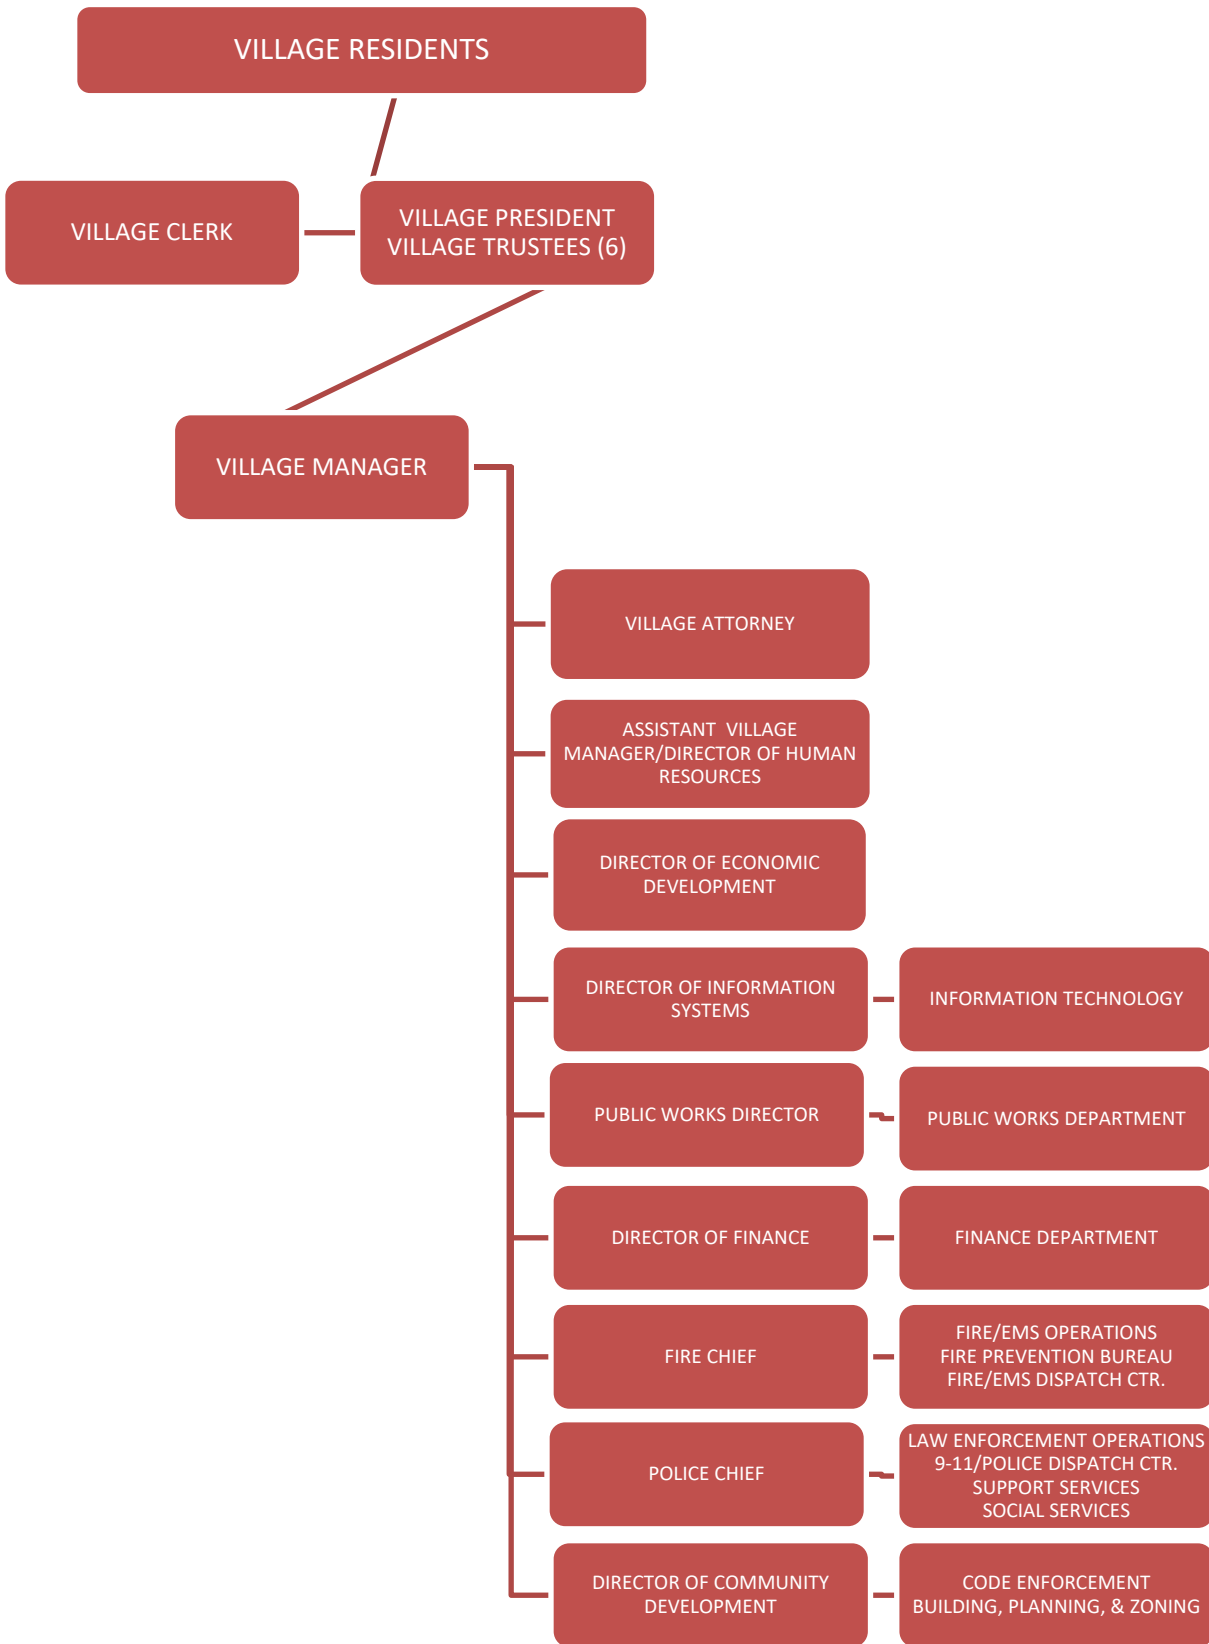 VILLAGE RESIDENTS
VILLAGE CLERK
VILLAGE PRESIDENT
VILLAGE TRUSTEES (6)
VILLAGE MANAGER
VILLAGE ATTORNEY
ASSISTANT  VILLAGE
MANAGER/DIRECTOR OF HUMAN
RESOURCES
DIRECTOR OF ECONOMIC
DEVELOPMENT
DIRECTOR OF INFORMATION
SYSTEMS
INFORMATION TECHNOLOGY
PUBLIC WORKS DIRECTOR
PUBLIC WORKS DEPARTMENT
DIRECTOR OF FINANCE
FINANCE DEPARTMENT
FIRE CHIEF
FIRE/EMS OPERATIONS
FIRE PREVENTION BUREAU
FIRE/EMS DISPATCH CTR.
POLICE CHIEF
LAW ENFORCEMENT OPERATIONS
9-11/POLICE DISPATCH CTR.
SUPPORT SERVICES
SOCIAL SERVICES
DIRECTOR OF COMMUNITY
DEVELOPMENT
CODE ENFORCEMENT
BUILDING, PLANNING, & ZONING